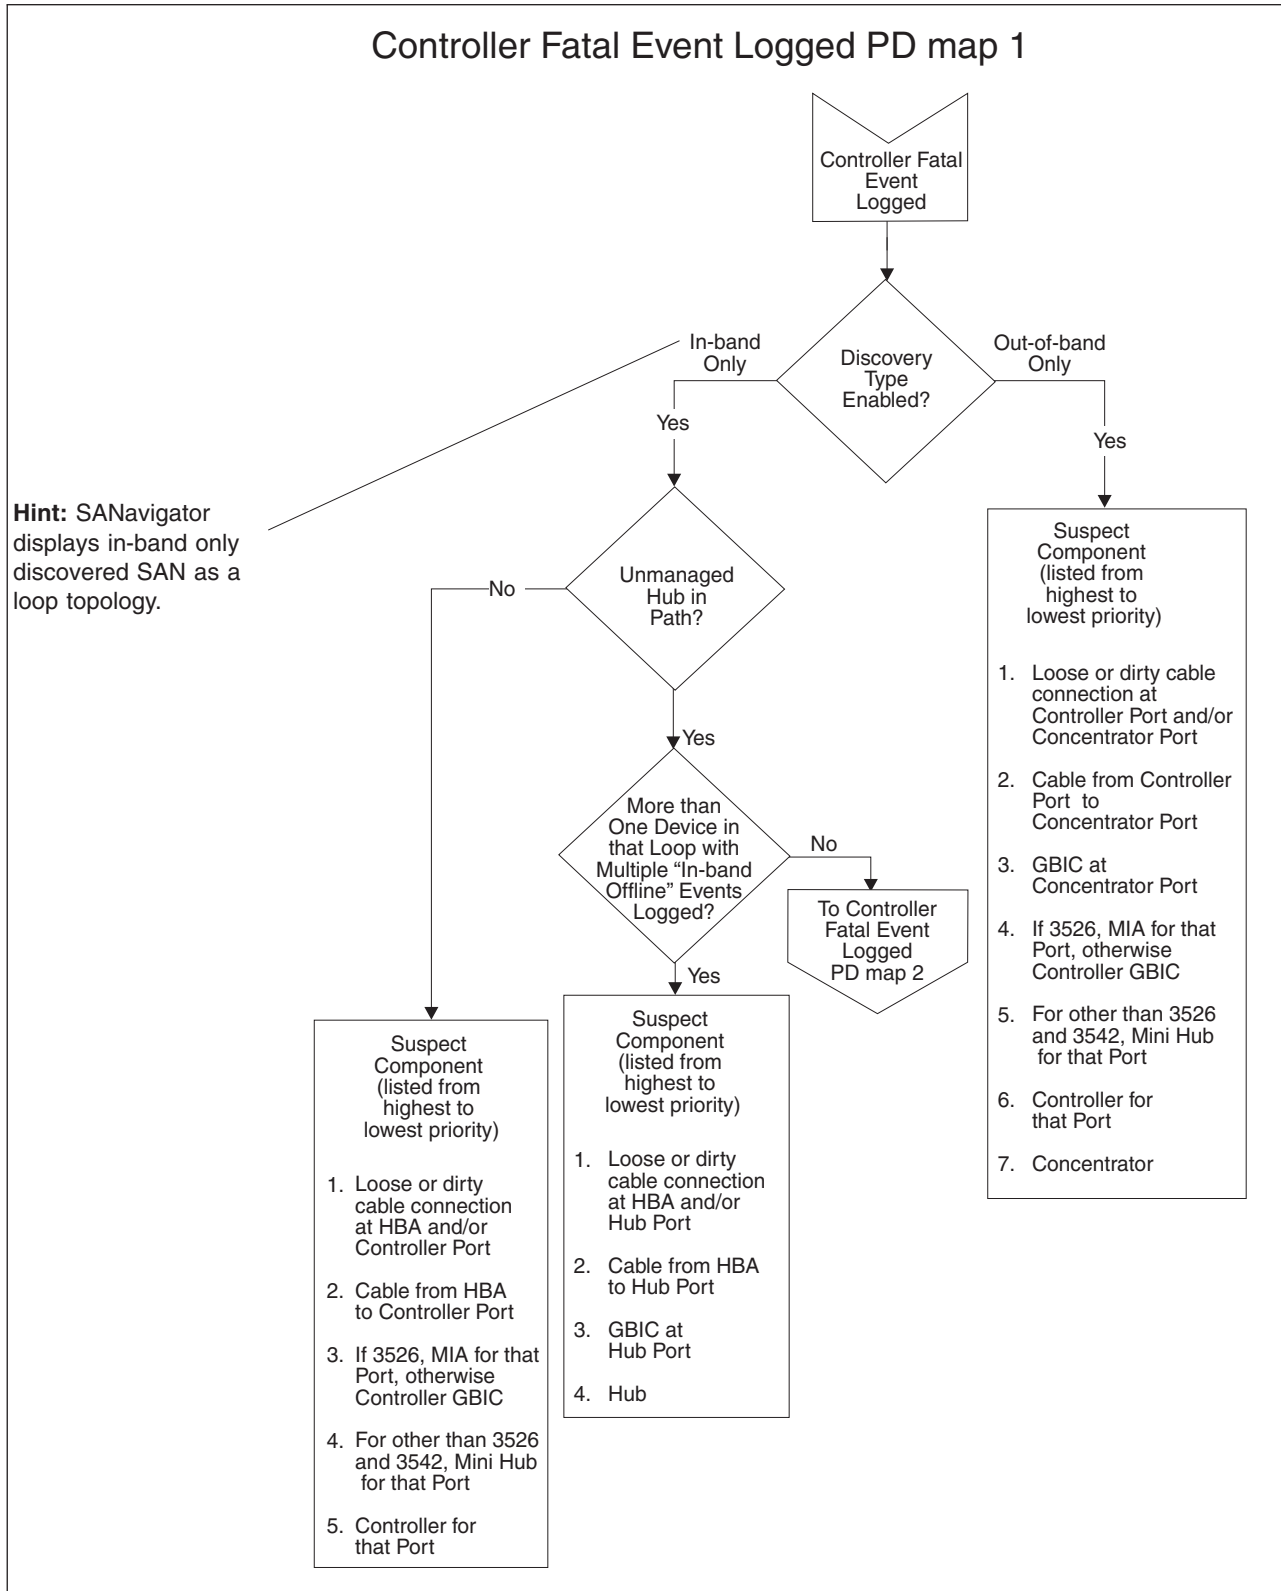 Controller Fatal Event Logged PD map 1
Controller Fatal
Event
Logged
In-band
Only
Discovery
Type
Enabled?
Out-of-band
Only
Yes
Yes
Hint: SANavigator
displays in-band only
discovered SAN as a
loop topology.
Unmanaged
Hub in
Path?
No
Yes
More than
One Device in
that Loop with
Multiple “In-band
Offline” Events
Logged?
No
To Controller
Fatal Event
Logged
PD map 2
Yes
Suspect
Component
(listed from
highest to
lowest priority)
1. Loose or dirty cable
connection at
Controller Port and/or
Concentrator Port
2. Cable from Controller
Port to
Concentrator Port
3. GBIC at
Concentrator Port
4. If 3526, MIA for that
Port, otherwise
Controller GBIC
5. For other than 3526
and 3542, Mini Hub
for that Port
6. Controller for
that Port
7. Concentrator
Suspect
Component
(listed from
highest to
lowest priority)
1. Loose or dirty
cable connection
at HBA and/or
Controller Port
2. Cable from HBA
to Controller Port
3. If 3526, MIA for that
Port, otherwise
Controller GBIC
4. For other than 3526
and 3542, Mini Hub
for that Port
5. Controller for
that Port
Suspect
Component
(listed from
highest to
lowest priority)
1. Loose or dirty
cable connection
at HBA and/or
Hub Port
2. Cable from HBA
to Hub Port
3. GBIC at
Hub Port
4. Hub